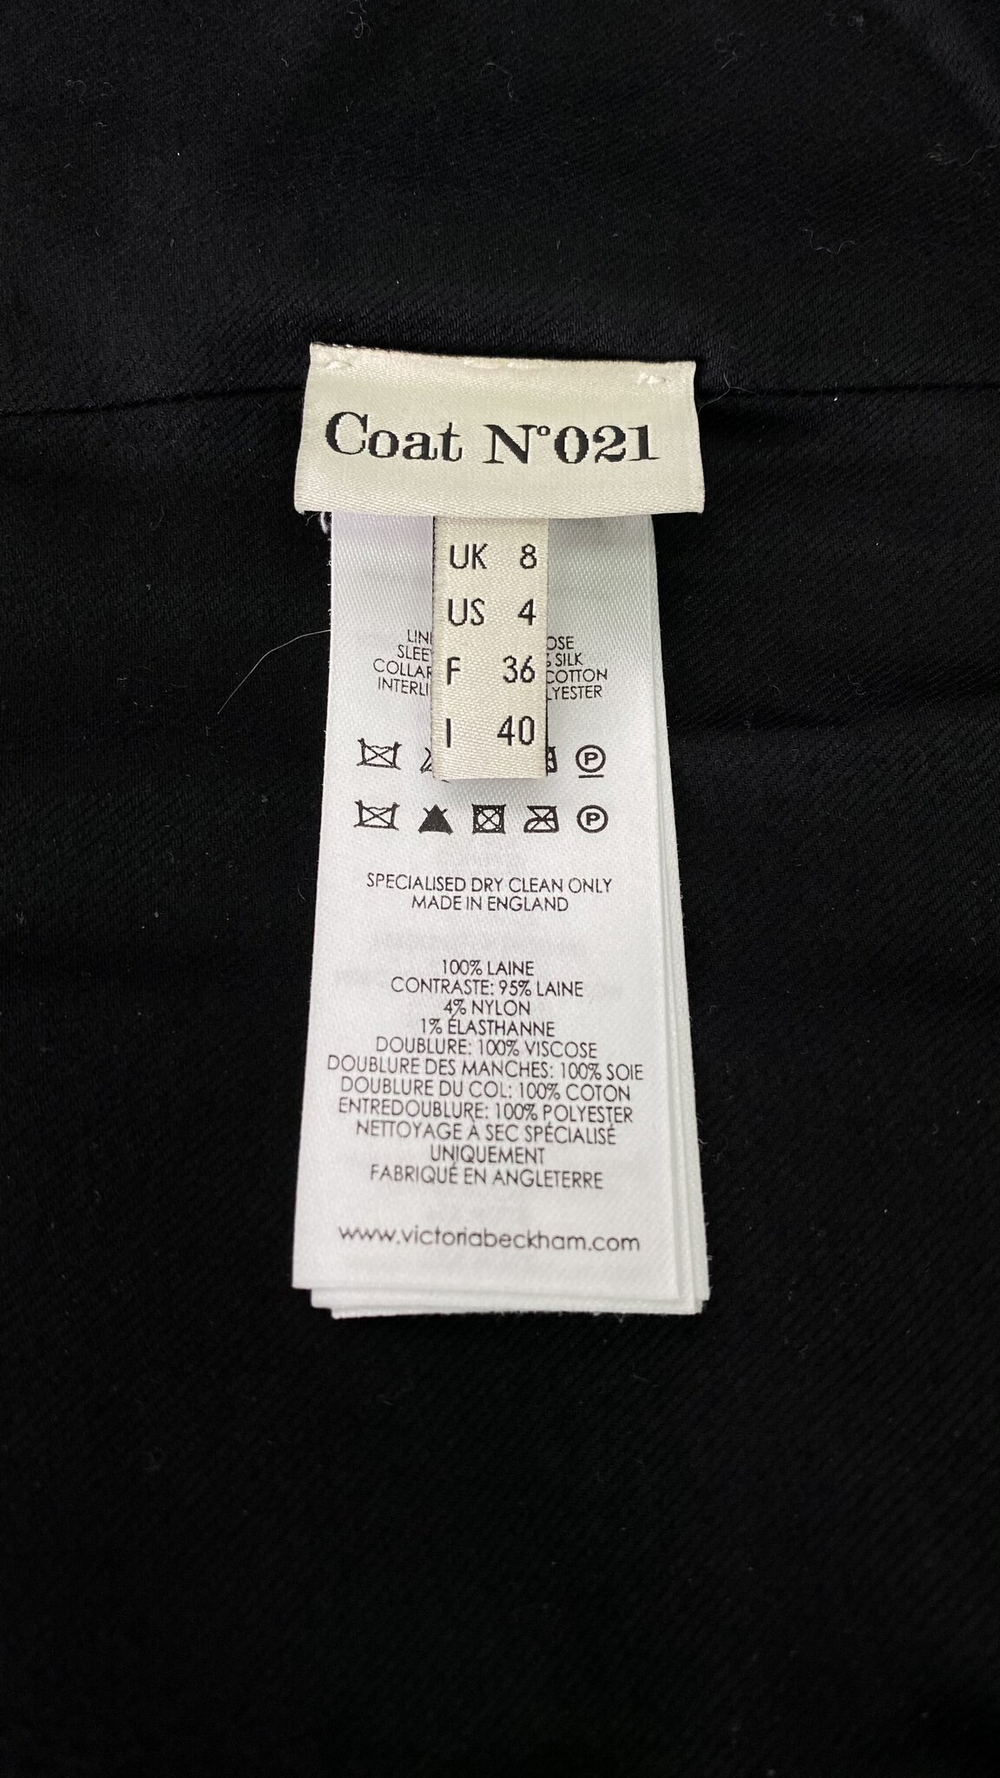 Coat N°021
UK 8
US 4
F 36
I 40
SILK
COTTON
SPECIALISED DRY CLEAN ONLY
MADE IN ENGLAND
100% LAINE
CONTRASTE: 95% LAINE
4% NYLON
1% ÉLASTHANNE
DOUBLURE: 100% VISCOSE
DOUBLURE DES MANCHES: 100% SOIE
DOUBLURE DU COL: 100% COTON
ENTREDOUBLURE: 100% POLYESTER
NETTOYAGE À SEC SPÉCIALISÉ
UNIQUEMENT
FABRIQUÉ EN ANGLETERRE
www.victoriabeckham.com